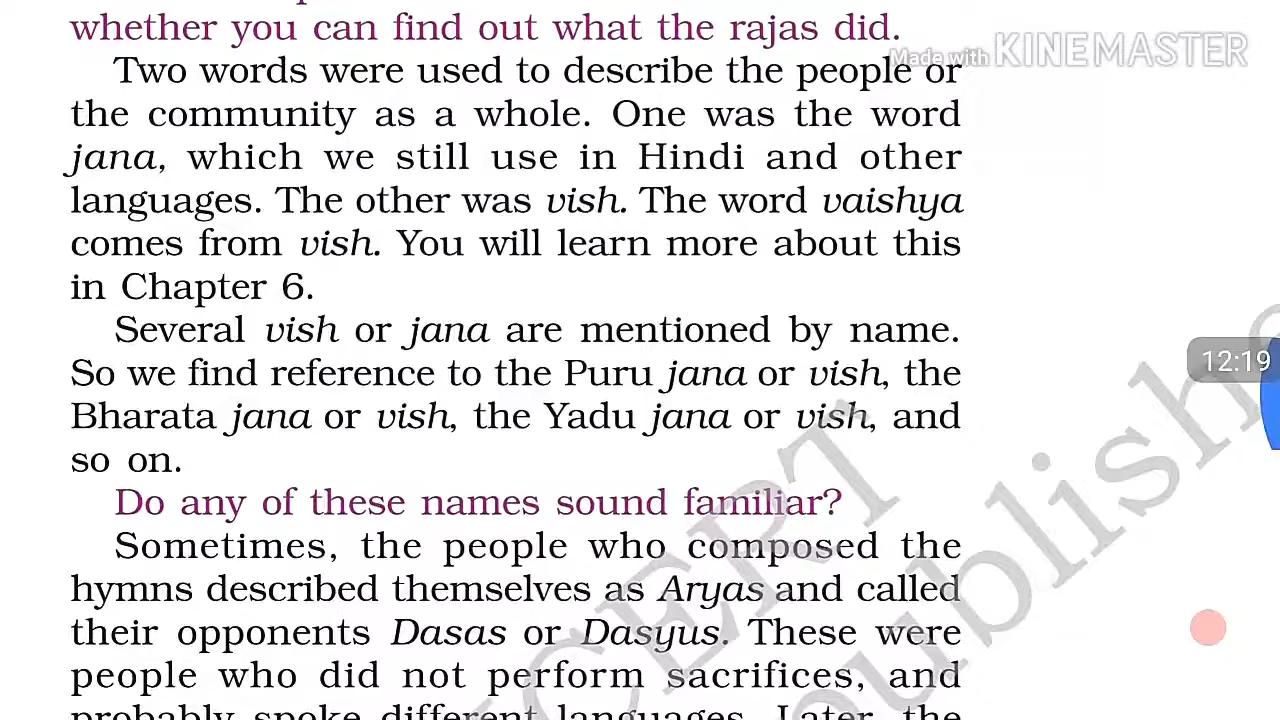 whether you can find out what the rajas did.
Made with KINEMASTER
Two words were used to describe the people or
the community as a whole. One was the word
jana, which we still use in Hindi and other
languages. The other was vish. The word vaishya
comes from vish. You will learn more about this
in Chapter 6.
Several vish or jana are mentioned by name.
So we find reference to the Puru jana or vish, the
12:19
Bharata jana or vish, the Yadu jana or vish, and
so on.
Do any of these names sound familiar?
Sometimes, the people who composed the
hymns described themselves as Aryas and called
their opponents Dasas or Dasyus. These were
people who did not perform sacrifices, and
probably spoke different languages. Later, the